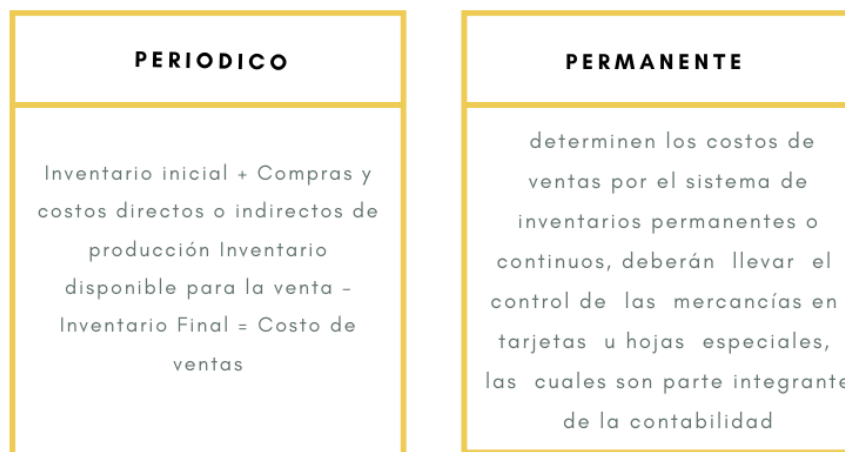 PERIODICO
Inventario inicial + Compras y
costos directos o indirectos de
producción Inventario
disponible para la venta -
Inventario Final = Costo de
ventas
PERMANENTE
determinen los costos de
ventas por el sistema de
inventarios permanentes o
continuos, deberán llevar el
control de las mercancías en
tarjetas u hojas especiales,
las cuales son parte integrante
de la contabilidad